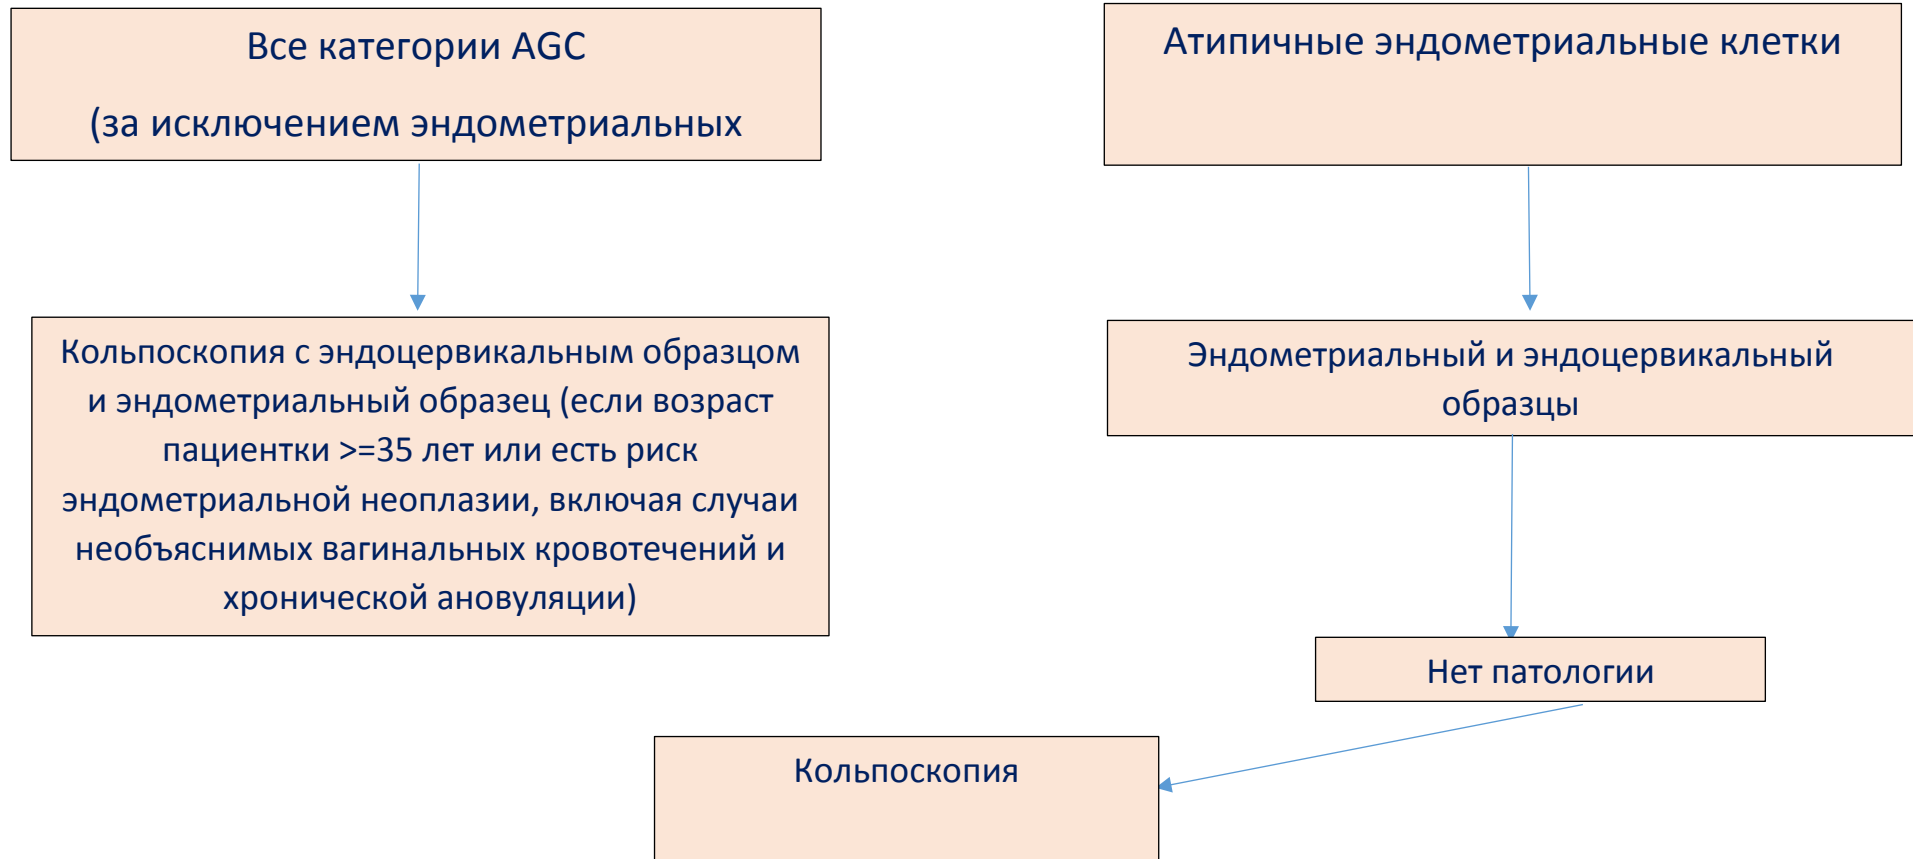 Все категории AGC
(за исключением эндометриальных
Атипичные эндометриальные клетки
Кольпоскопия с эндоцервикальным образцом
и эндометриальный образец (если возраст
пациентки >=35 лет или есть риск
эндометриальной неоплазии, включая случаи
необъяснимых вагинальных кровотечений и
хронической ановуляции)
Эндометриальный и эндоцервикальный
образцы
Нет патологии
Кольпоскопия